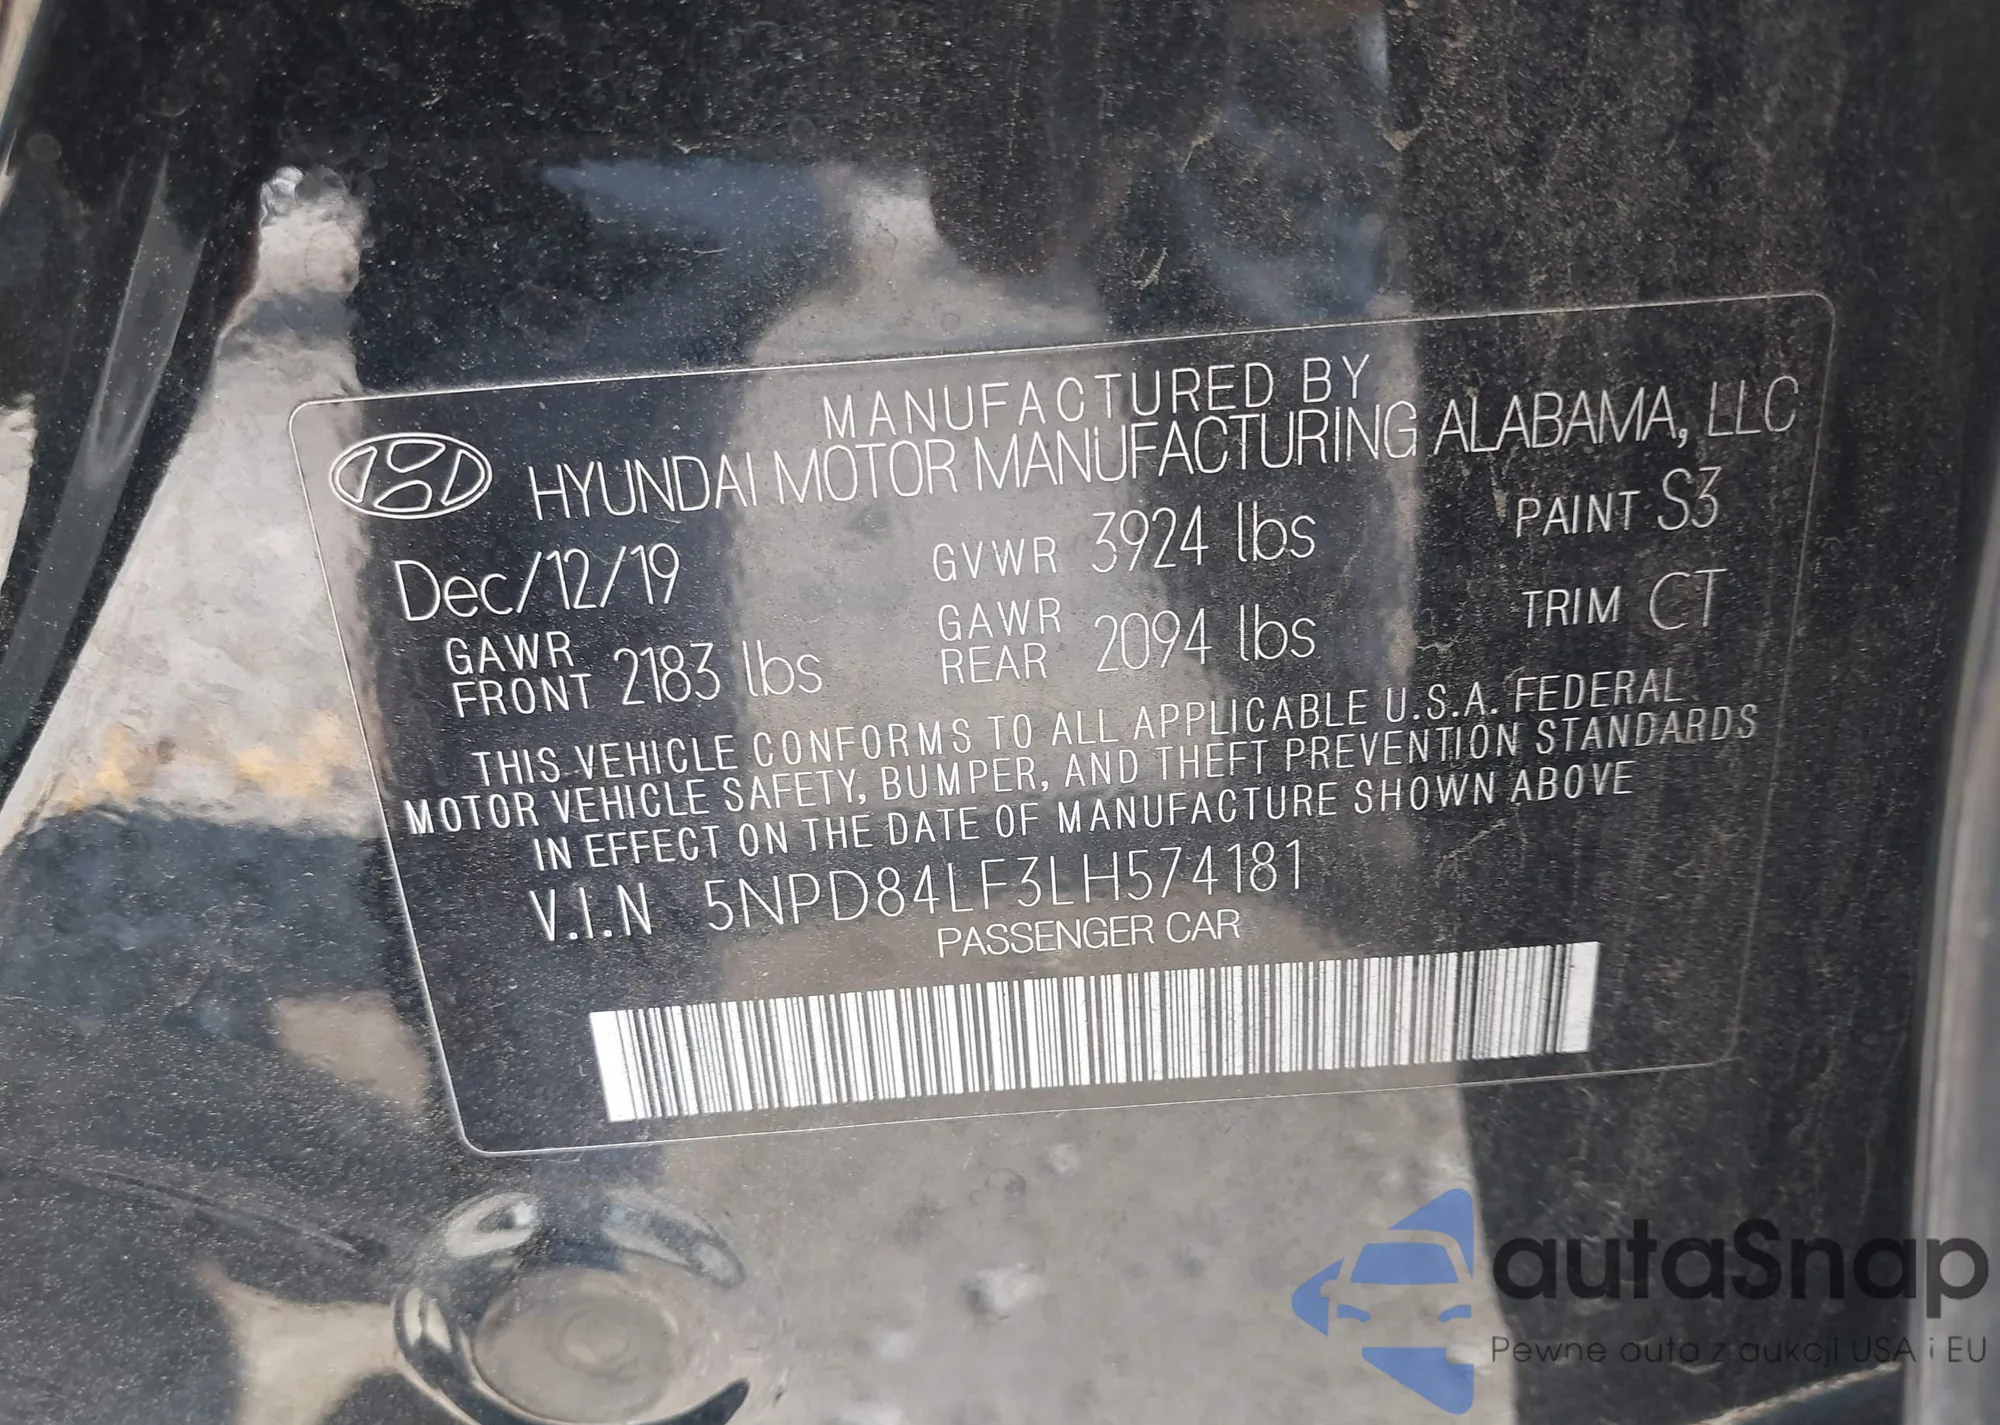 MANUFACTURED BY
HYUNDAI MOTOR MANUFACTURING ALABAMA, LLC
Dec/12/19 GVWR 3924 lbs PAINT S3
GAWR FRONT 2183 lbs GAWR REAR 2094 lbs TRIM CT
THIS VEHICLE CONFORMS TO ALL APPLICABLE U.S.A. FEDERAL
MOTOR VEHICLE SAFETY, BUMPER, AND THEFT PREVENTION STANDARDS
IN EFFECT ON THE DATE OF MANUFACTURE SHOWN ABOVE
V.I.N 5NPD84LF3LH574181
PASSENGER CAR
autaSnap
Pewne auta z aukcji USA i EU